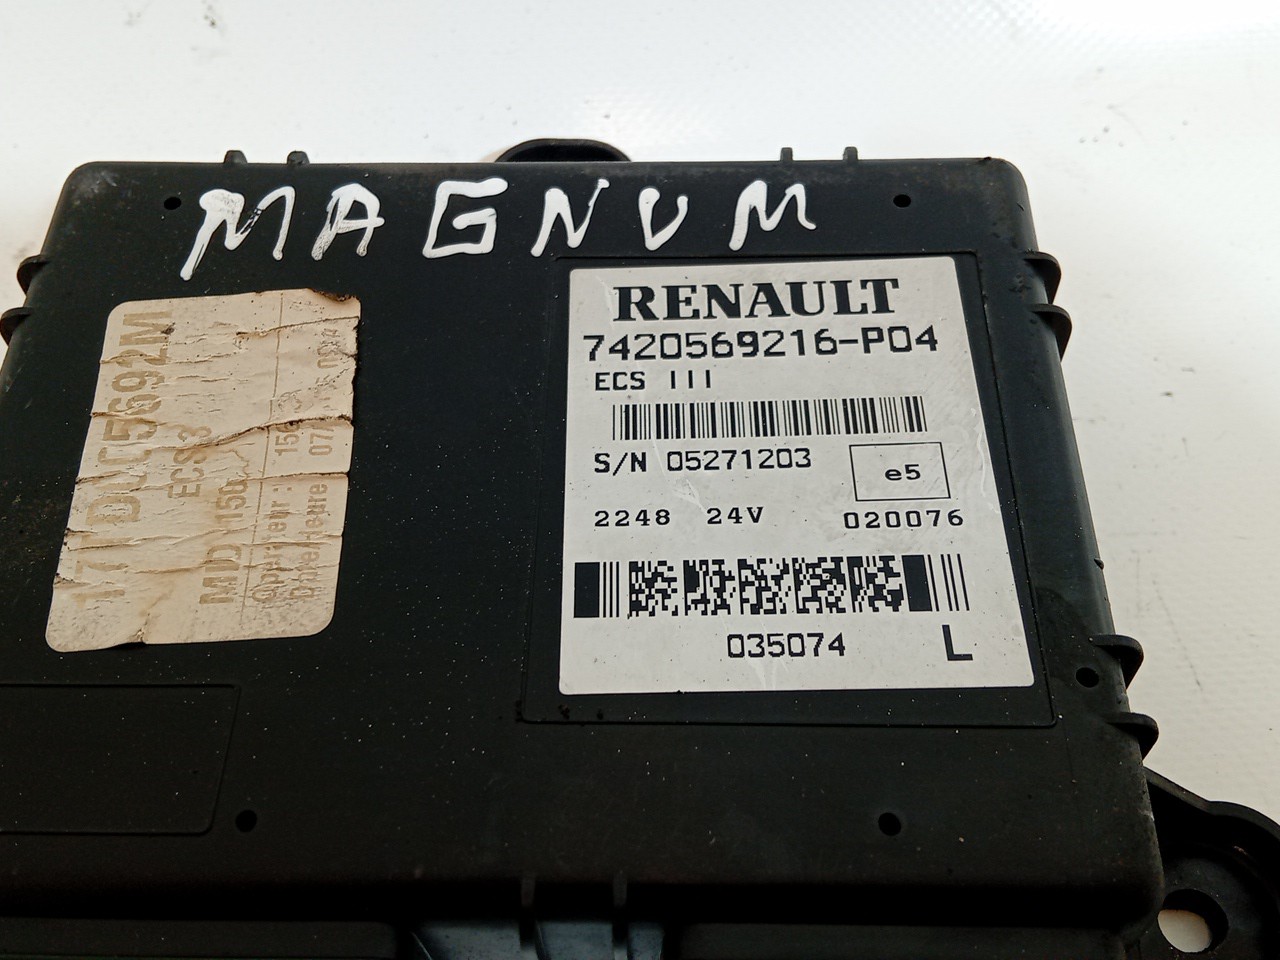 MAGNUM
RENAULT
7420569216-P04
ECS III
S/N 05271203
e5
2248 24V 020076
035074 L
ECS3